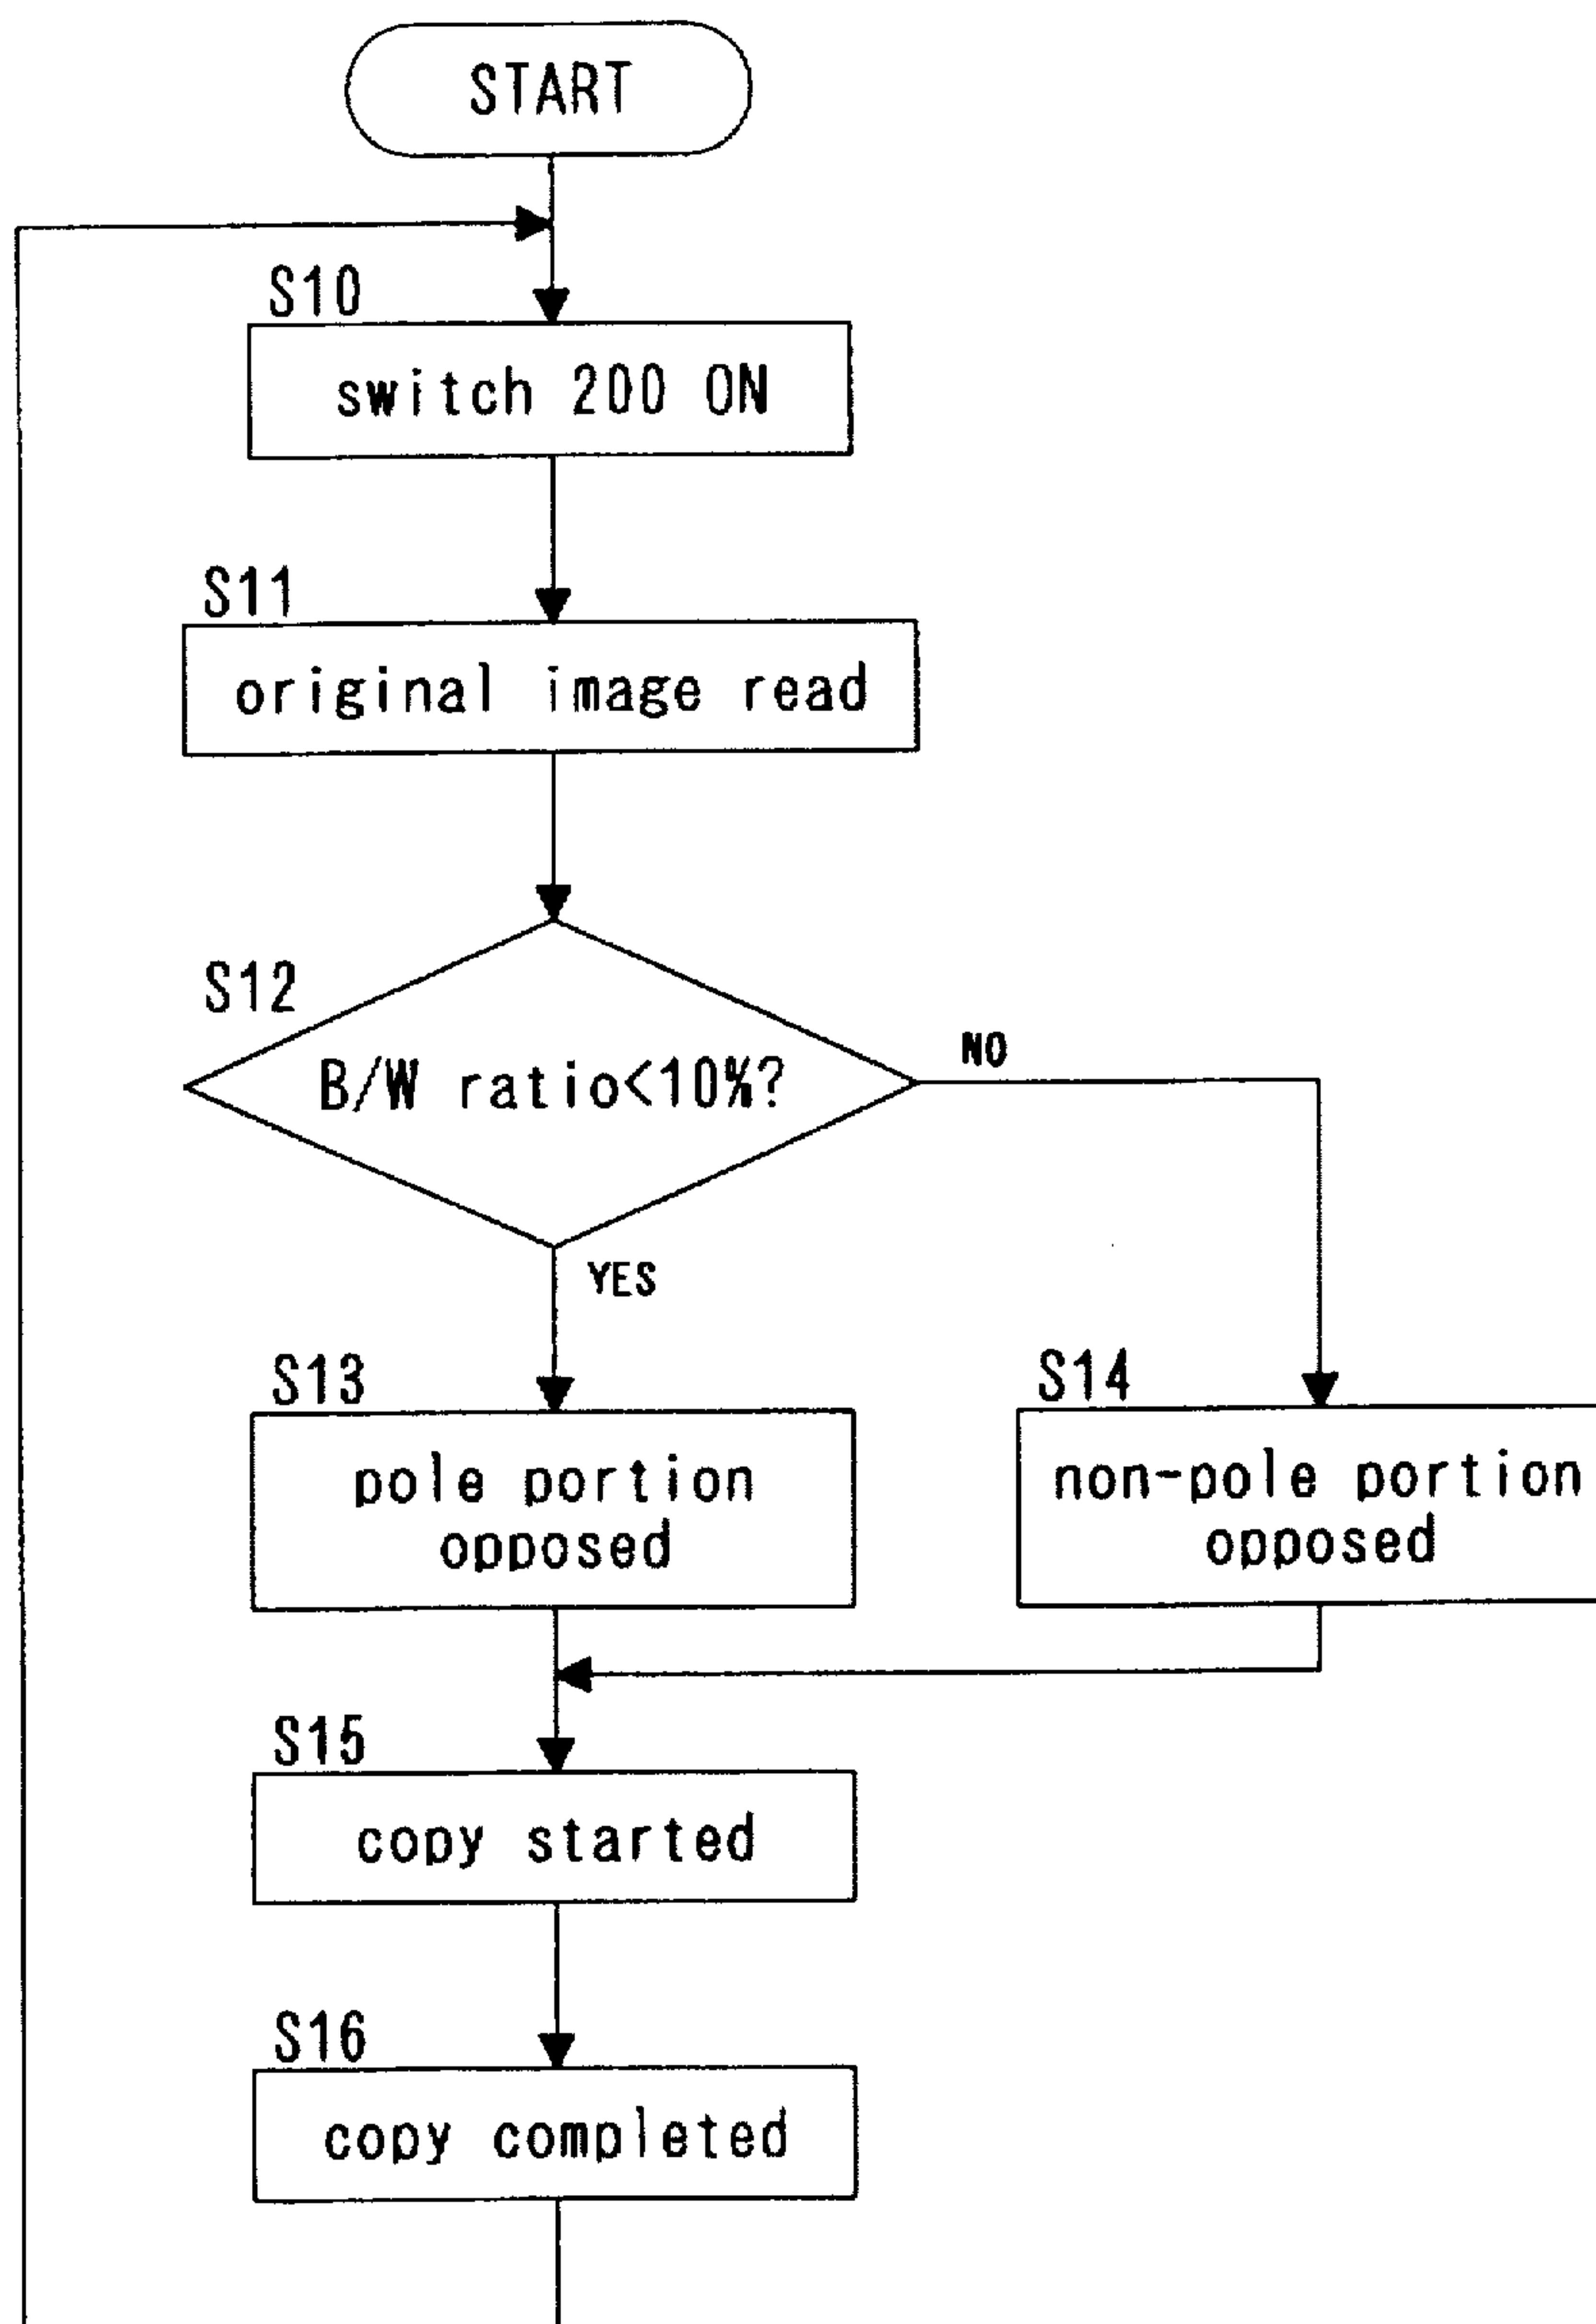 START
S10
switch 200 ON
S11
original image read
S12
B/W ratio<10%?
NO
YES
S13
pole portion
opposed
S14
non-pole portion
opposed
S15
copy started
S16
copy completed